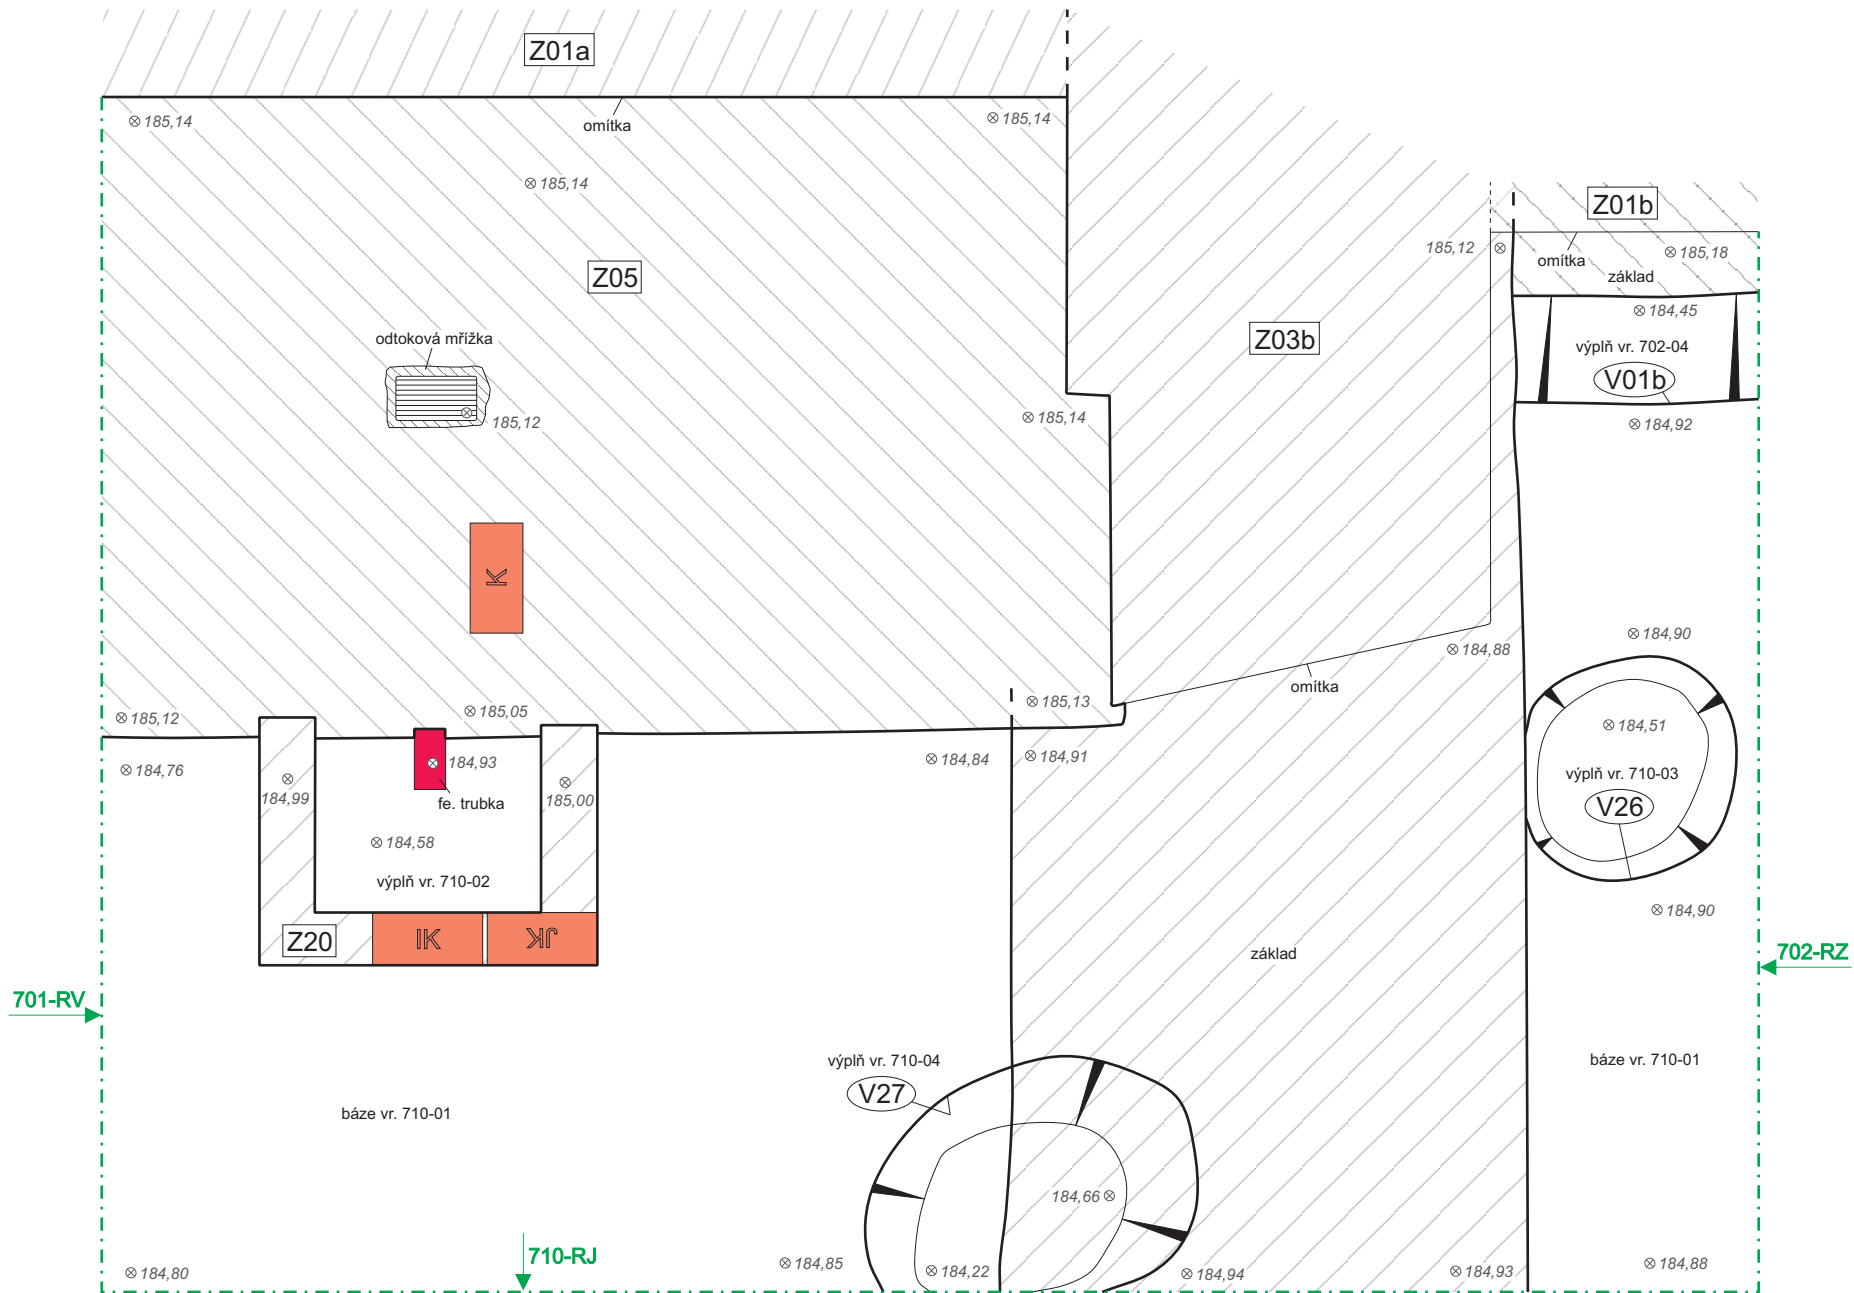 Z01a
185,14
omítka
185,14
185,14
Z01b
185,12
omítka
185,18
základ
Z05
184,45
odtoková mřížka
Z03b
výplň vr. 702-04
V01b
185,12
185,14
184,92
K
184,90
184,88
omítka
185,12
185,05
185,13
184,51
184,76
184,93
184,84
184,91
výplň vr. 710-03
184,99
fe. trubka
185,00
V26
184,58
výplň vr. 710-02
184,90
Z20
IK
JK
základ
702-RZ
701-RV
výplň vr. 710-04
báze vr. 710-01
V27
báze vr. 710-01
184,66
710-RJ
184,80
184,85
184,22
184,94
184,93
184,88